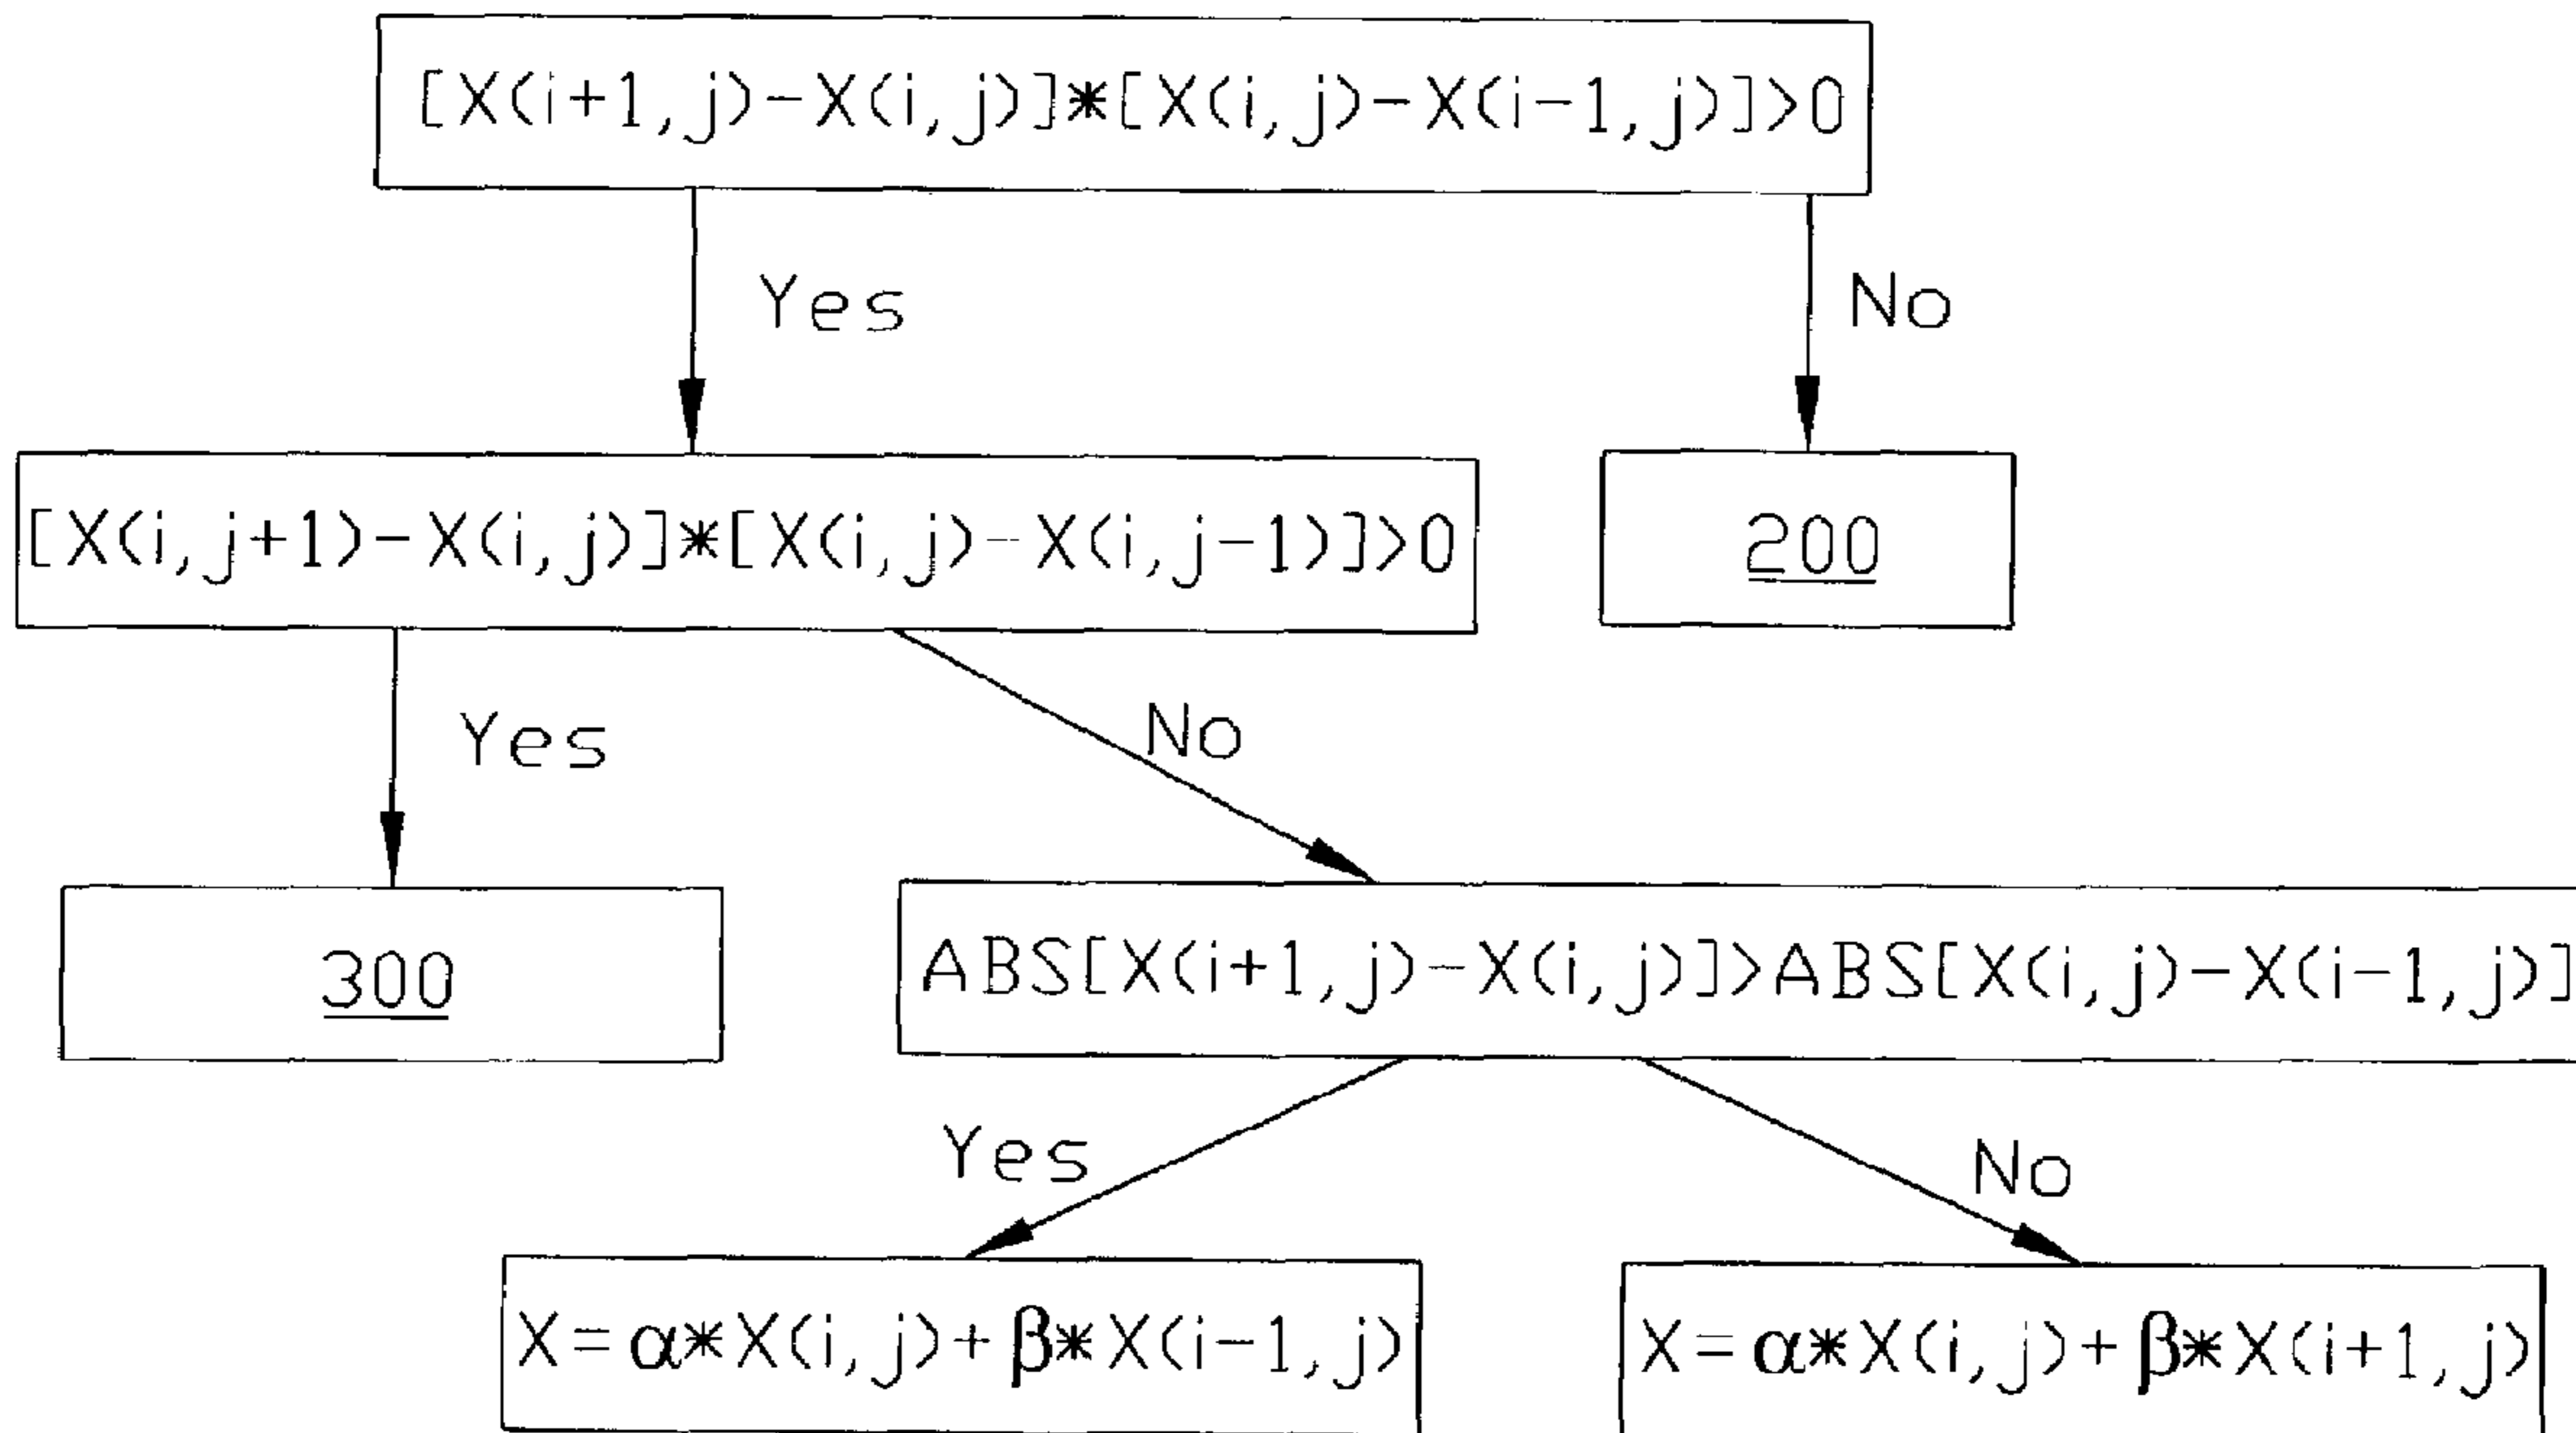 [X(i+1,j)-X(i,j)]*[X(i,j)-X(i-1,j)]>0
Yes
No
[X(i,j+1)-X(i,j)]*[X(i,j)-X(i,j-1)]>0
200
Yes
No
300
ABS[X(i+1,j)-X(i,j)]>ABS[X(i,j)-X(i-1,j)]
Yes
No
X=α*X(i,j)+β*X(i-1,j)
X=α*X(i,j)+β*X(i+1,j)